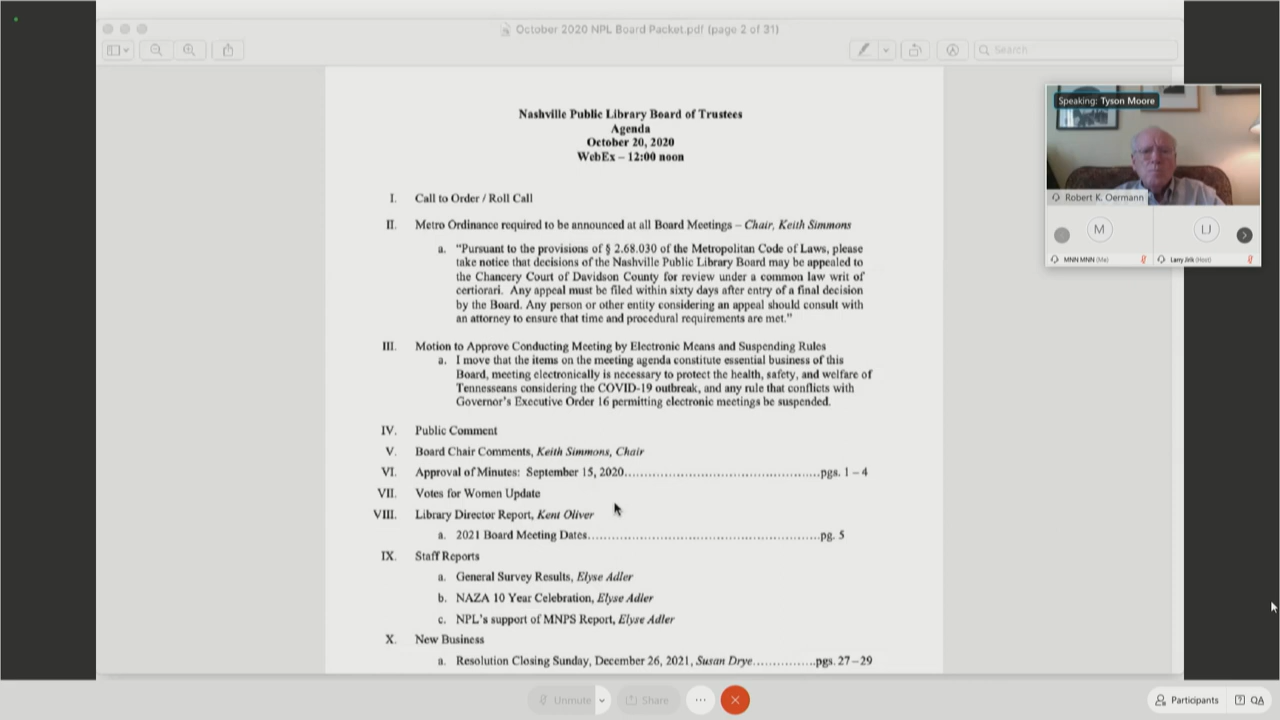 October 2020 NPL Board Packet.pdf (page 2 of 31)
Search
Nashville Public Library Board of Trustees
Agenda
October 20, 2020
WebEx – 12:00 noon
I. Call to Order / Roll Call
II. Metro Ordinance required to be announced at all Board Meetings – Chair, Keith Simmons
a. "Pursuant to the provisions of § 2.68.030 of the Metropolitan Code of Laws, please
take notice that decisions of the Nashville Public Library Board may be appealed to
the Chancery Court of Davidson County for review under a common law writ of
certiorari. Any appeal must be filed within sixty days after entry of a final decision
by the Board. Any person or other entity considering an appeal should consult with
an attorney to ensure that time and procedural requirements are met."
III. Motion to Approve Conducting Meeting by Electronic Means and Suspending Rules
a. I move that the items on the meeting agenda constitute essential business of this
Board, meeting electronically is necessary to protect the health, safety, and welfare of
Tennesseans considering the COVID-19 outbreak, and any rule that conflicts with
Governor's Executive Order 16 permitting electronic meetings be suspended.
IV. Public Comment
V. Board Chair Comments, Keith Simmons, Chair
VI. Approval of Minutes: September 15, 2020..................................................pgs. 1 – 4
VII. Votes for Women Update
VIII. Library Director Report, Kent Oliver
a. 2021 Board Meeting Dates...........................................................pg. 5
IX. Staff Reports
a. General Survey Results, Elyse Adler
b. NAZA 10 Year Celebration, Elyse Adler
c. NPL's support of MNPS Report, Elyse Adler
X. New Business
a. Resolution Closing Sunday, December 26, 2021, Susan Drye................pgs. 27 – 29
Speaking: Tyson Moore
Robert K. Oermann
M
LJ
MNN MNN (Me)
Larry Jirik (Host)
Unmute
Share
Participants
QA